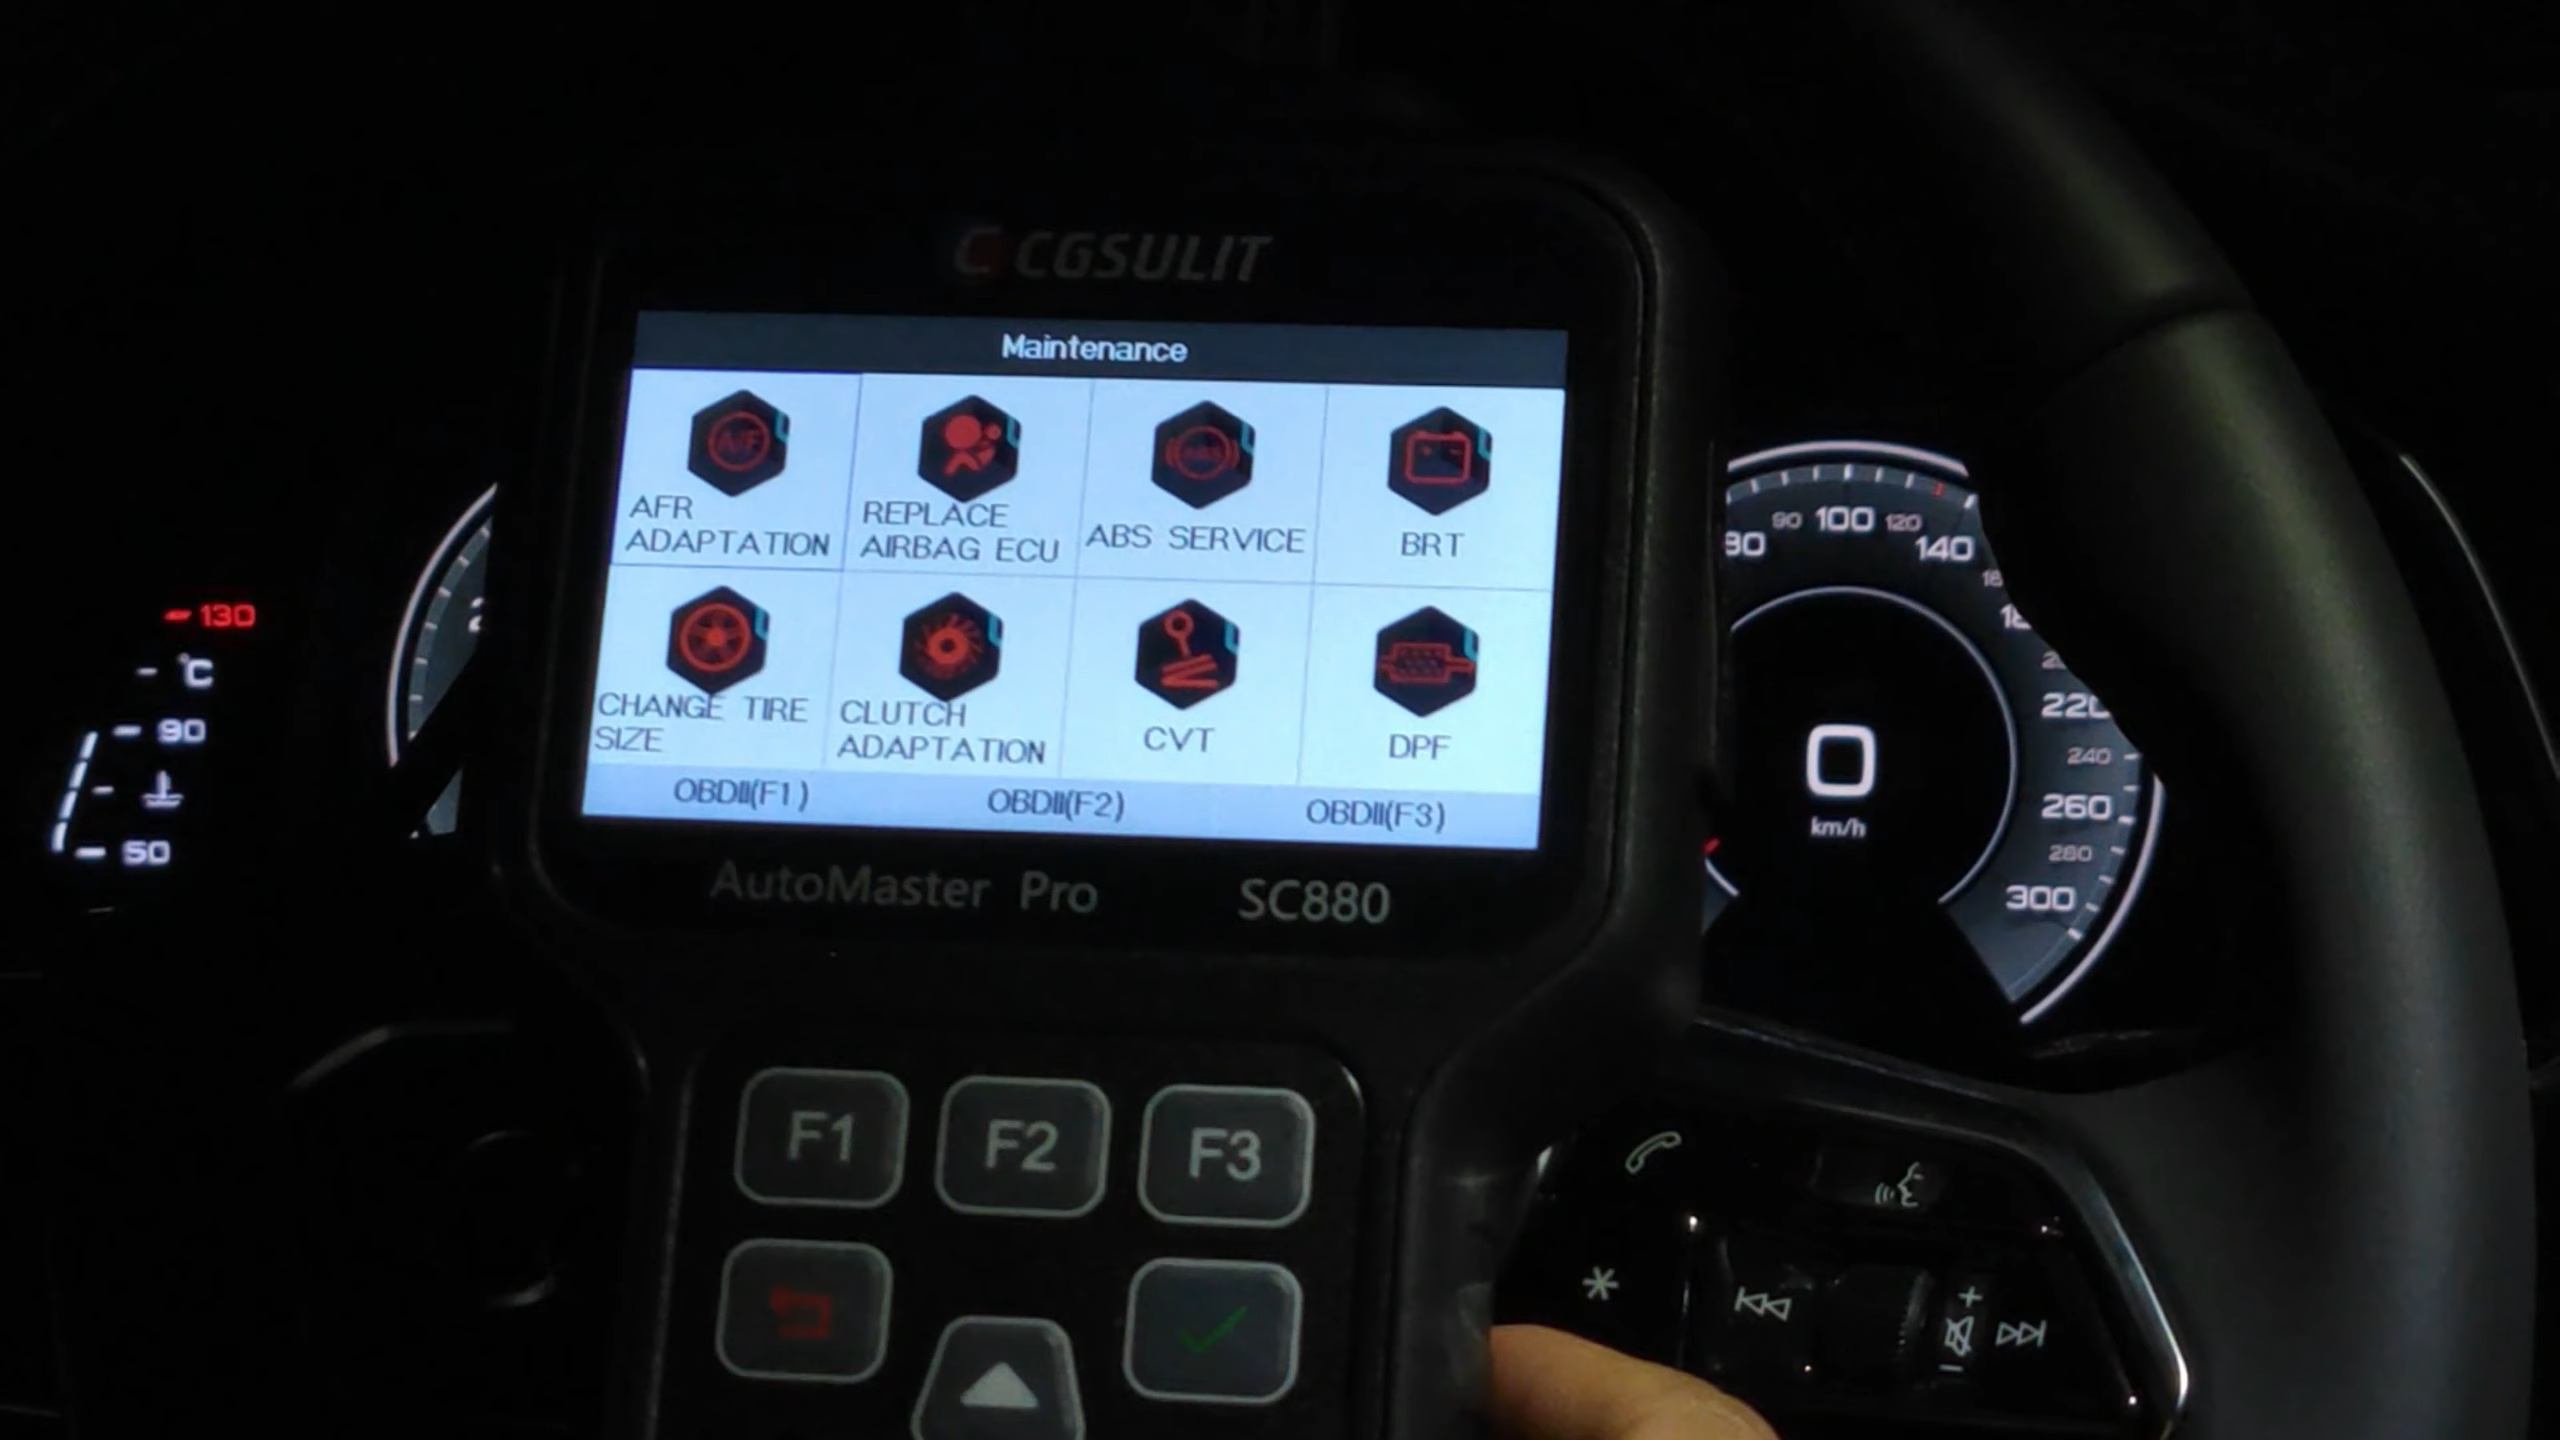 CGSULIT
Maintenance
AFR
ADAPTATION
REPLACE
AIRBAG ECU
ABS SERVICE
BRT
CHANGE TIRE
SIZE
CLUTCH
ADAPTATION
CVT
DPF
OBDII(F1)
OBDII(F2)
OBDII(F3)
AutoMaster Pro
SC880
F1
F2
F3
130
°C
90
50
90
100
120
140
220
240
260
280
300
0
km/h